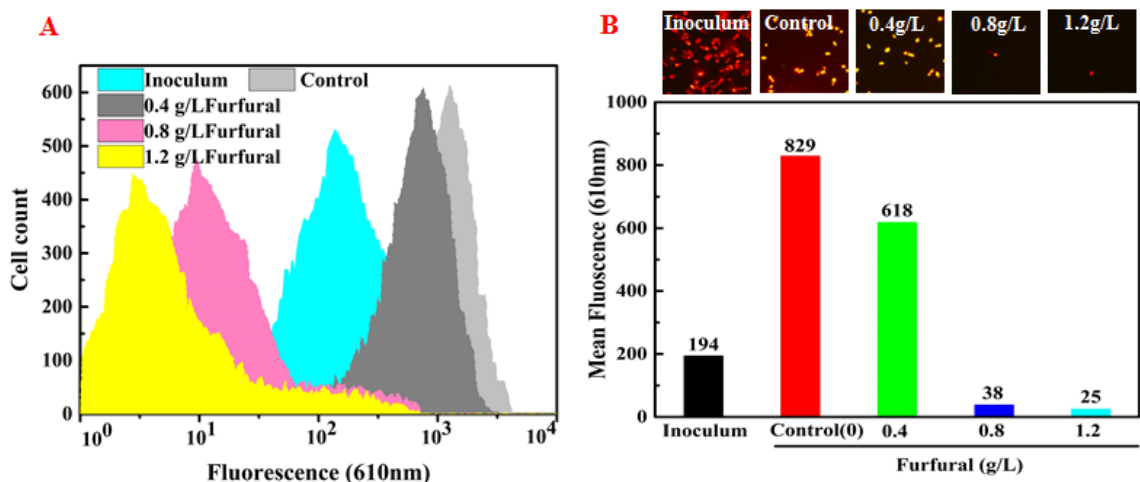 A
Inoculum Control
0.4 g/LFurfural
0.8 g/LFurfural
1.2 g/LFurfural
600
500
400
300
200
100
0
Cell count
10^0 10^1 10^2 10^3 10^4
Fluorescence (610nm)
B
Inoculum Control 0.4g/L 0.8g/L 1.2g/L
1000
800
600
400
200
0
Mean Fluoscence (610nm)
194
829
618
38
25
Inoculum Control(0) 0.4 0.8 1.2
Furfural (g/L)